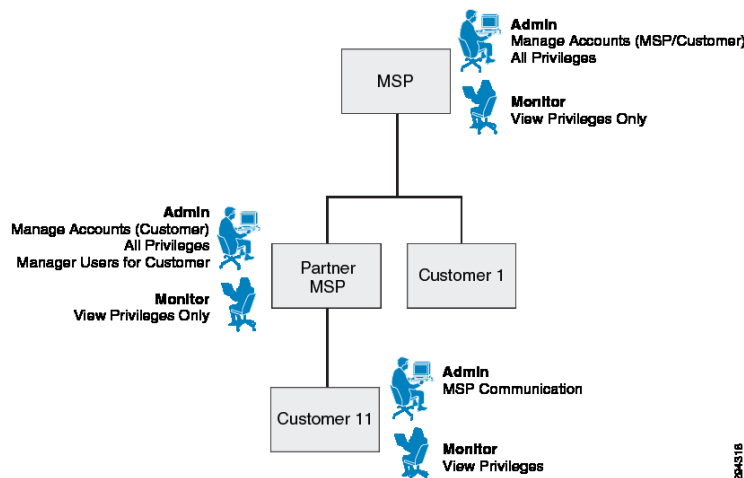 Admin
Manage Accounts (MSP/Customer)
All Privileges
MSP
Monitor
View Privileges Only
Admin
Manage Accounts (Customer)
All Privileges
Manager Users for Customer
Partner
MSP
Customer 1
Monitor
View Privileges Only
Admin
MSP Communication
Customer 11
Monitor
View Privileges
294316